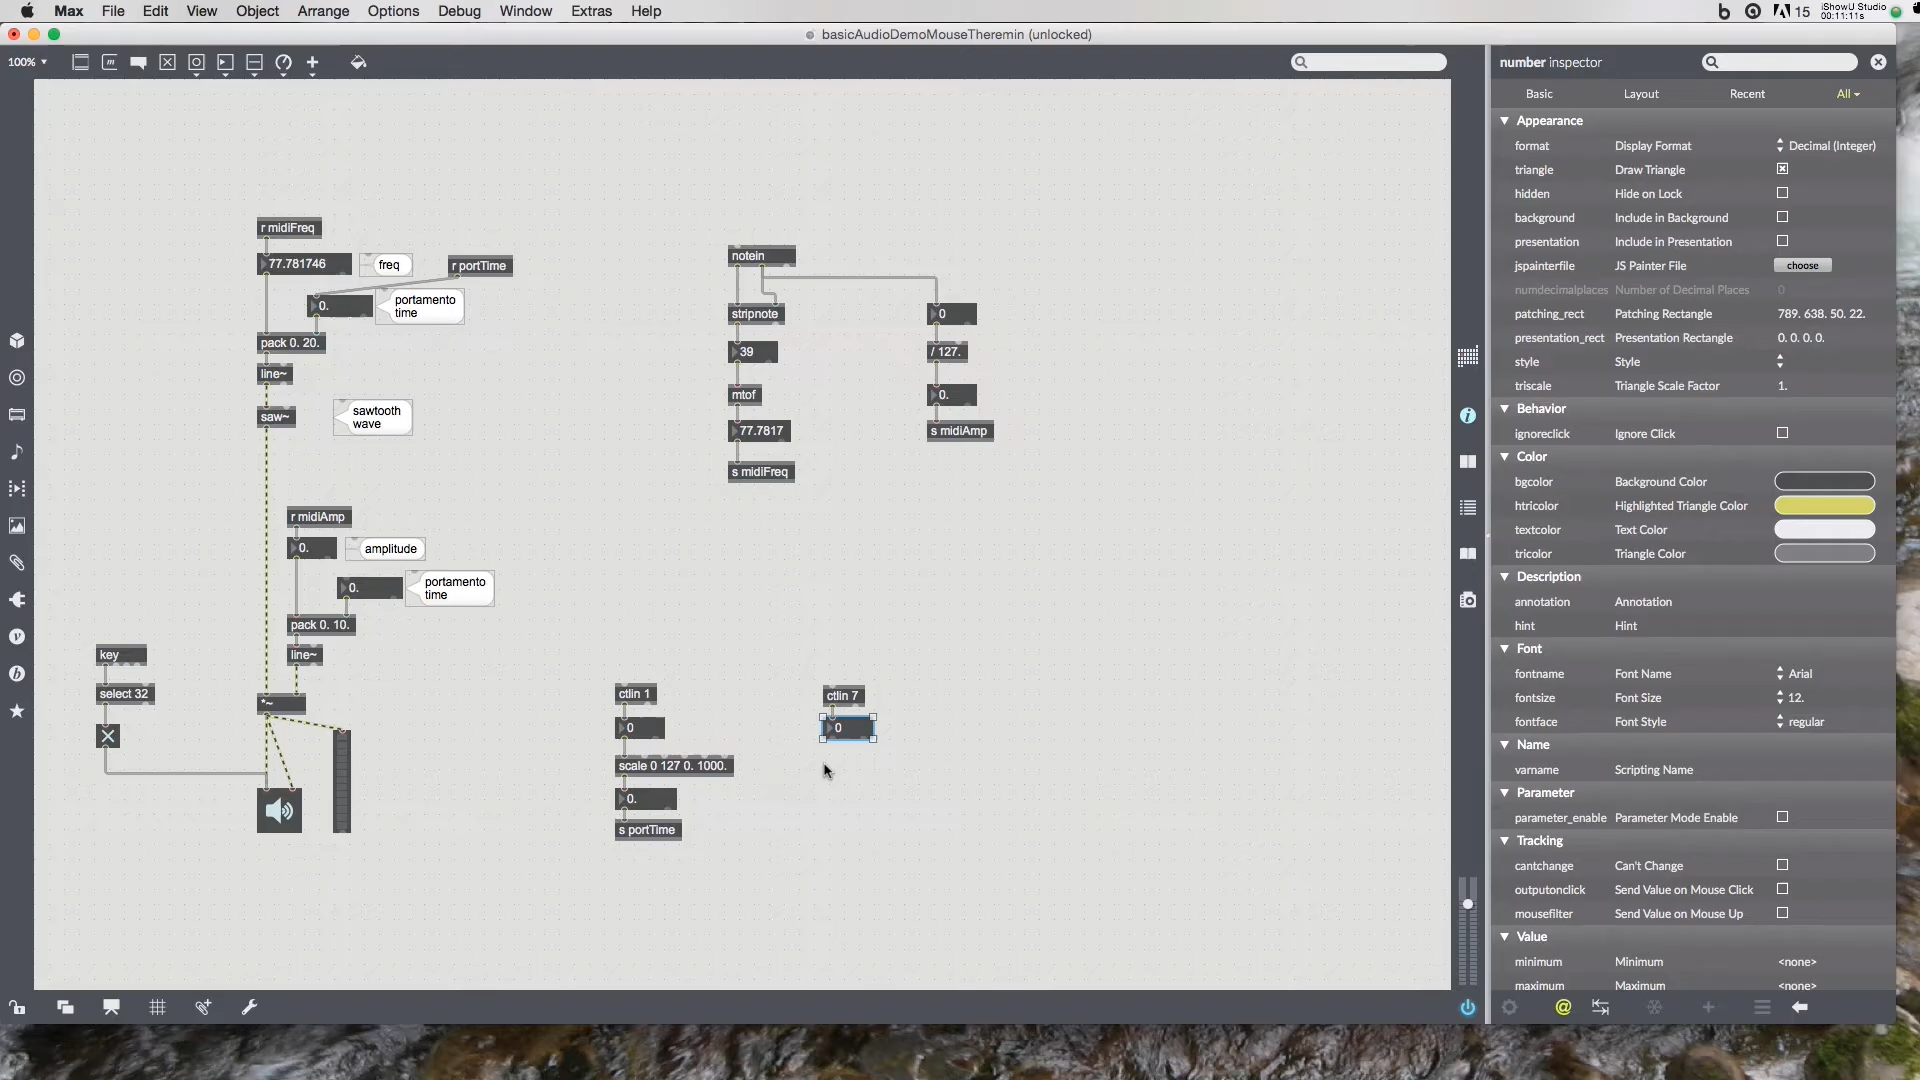 Max File Edit View Object Arrange Options Debug Window Extras Help
15
iShowU Studio
00:11:11s
basicAudioDemoMouseTheremin (unlocked)
100%
number inspector
Basic Layout Recent All
r midiFreq
77.781746
freq
r portTime
0.
portamento
time
pack 0. 20.
line~
saw~
sawtooth
wave
r midiAmp
0.
amplitude
0.
portamento
time
pack 0. 10.
line~
key
select 32
*~
notein
stripnote
39
mtof
77.7817
s midiFreq
0
/ 127.
0.
s midiAmp
ctlin 1
0
scale 0 127 0. 1000.
0.
s portTime
ctlin 7
0
Appearance
format Display Format Decimal (Integer)
triangle Draw Triangle
hidden Hide on Lock
background Include in Background
presentation Include in Presentation
jspainterfile JS Painter File choose
numdecimalplaces Number of Decimal Places 0
patching_rect Patching Rectangle 789. 638. 50. 22.
presentation_rect Presentation Rectangle 0. 0. 0. 0.
style Style
triscale Triangle Scale Factor 1.
Behavior
ignoreclick Ignore Click
Color
bgcolor Background Color
htricolor Highlighted Triangle Color
textcolor Text Color
tricolor Triangle Color
Description
annotation Annotation
hint Hint
Font
fontname Font Name Arial
fontsize Font Size 12.
fontface Font Style regular
Name
varname Scripting Name
Parameter
parameter_enable Parameter Mode Enable
Tracking
cantchange Can't Change
outputonclick Send Value on Mouse Click
mousefilter Send Value on Mouse Up
Value
minimum Minimum <none>
maximum Maximum <none>